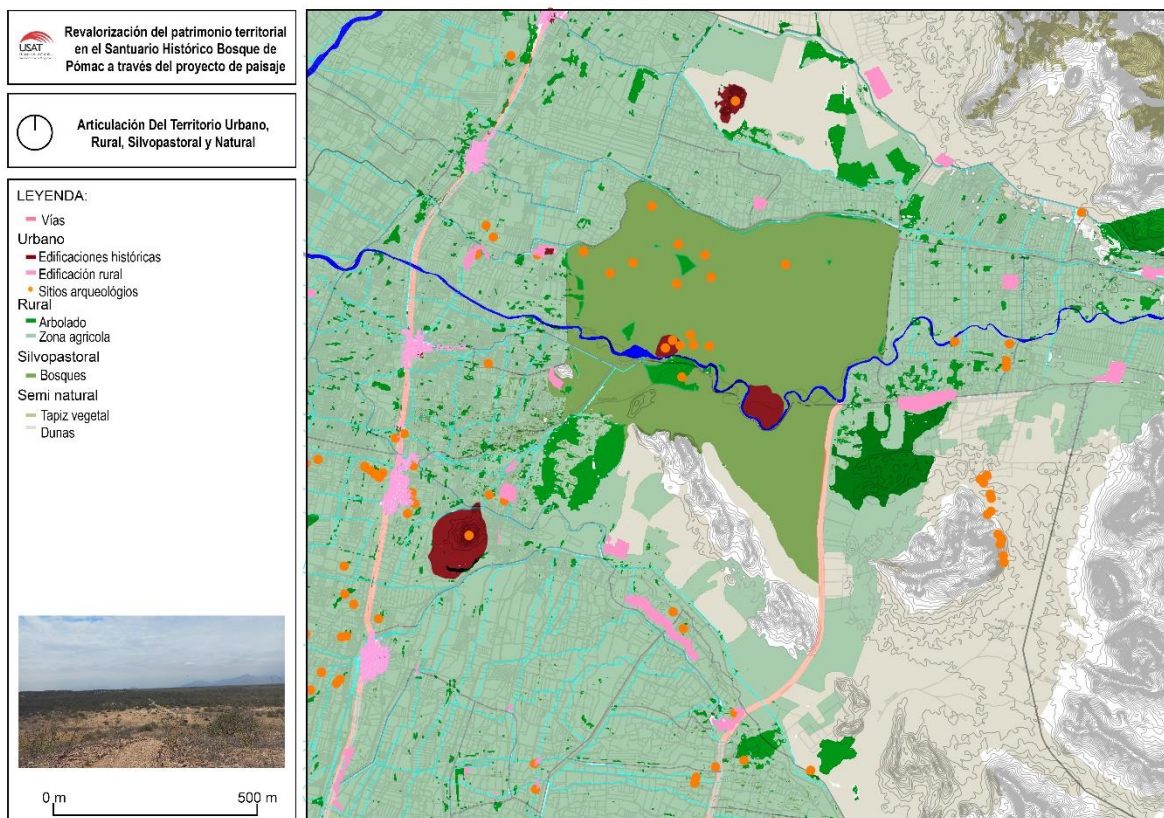 USAT
Revalorización del patrimonio territorial
en el Santuario Histórico Bosque de
Pómac a través del proyecto de paisaje
Articulación Del Territorio Urbano,
Rural, Silvopastoral y Natural
LEYENDA:
Vías
Urbano
Edificaciones históricas
Edificación rural
Sitios arqueológios
Rural
Arbolado
Zona agricola
Silvopastoral
Bosques
Semi natural
Tapiz vegetal
Dunas
0 m 500 m